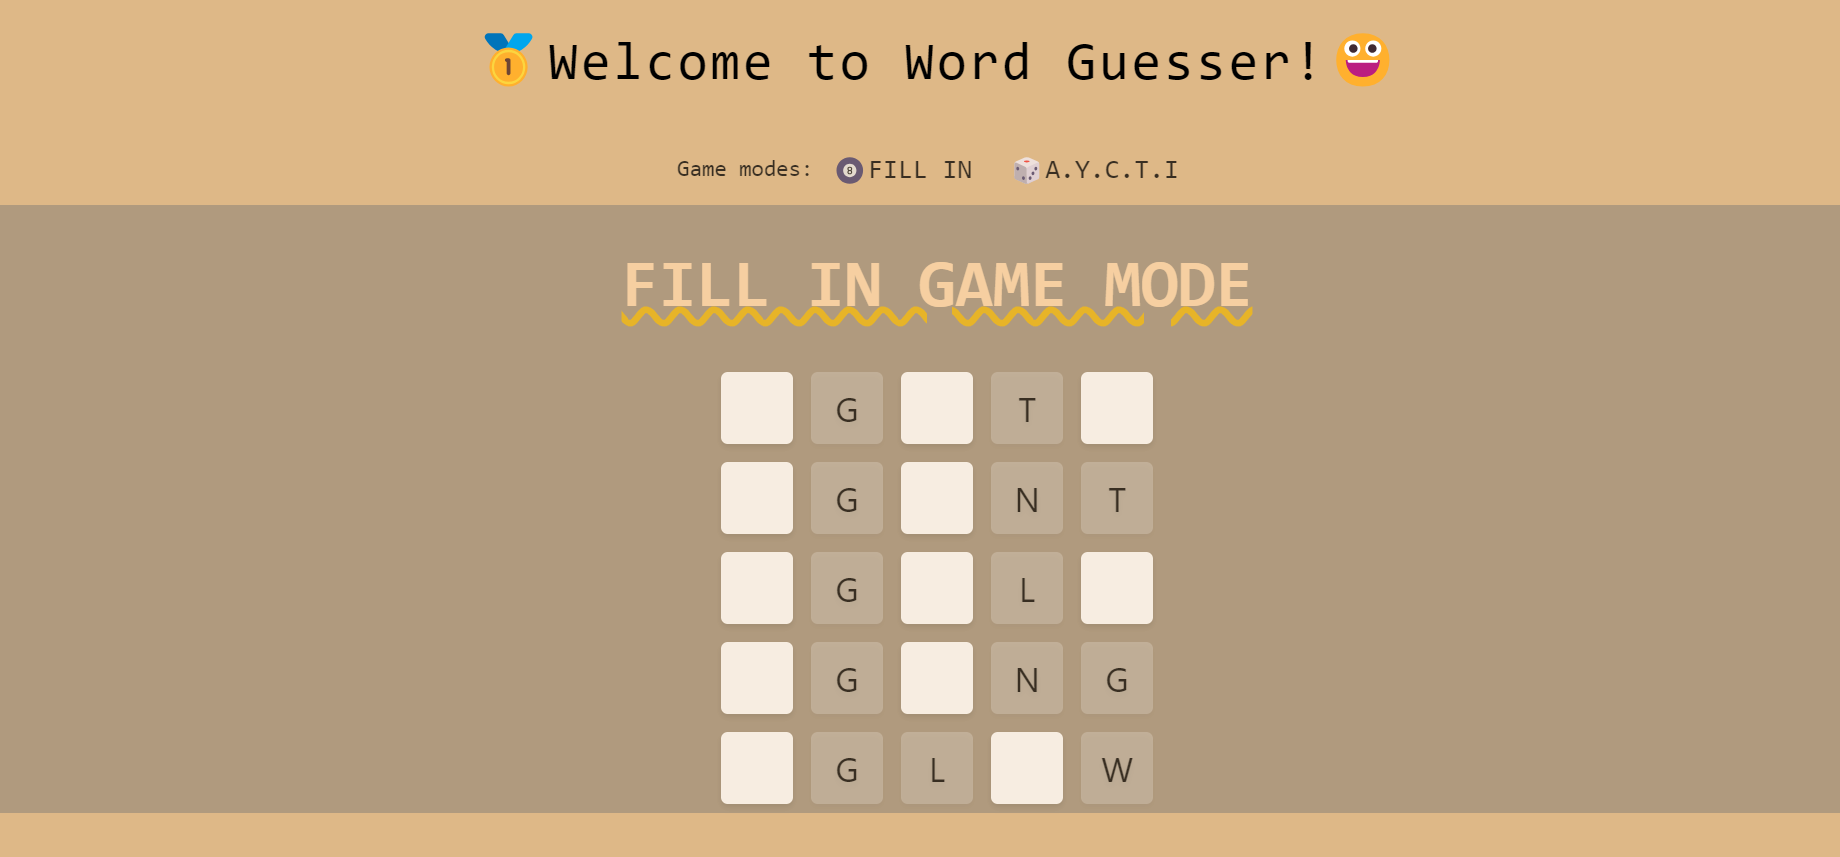 Welcome to Word Guesser!
Game modes: FILL IN A.Y.C.T.I
FILL IN GAME MODE
G T
G N T
G L
G N G
G L W